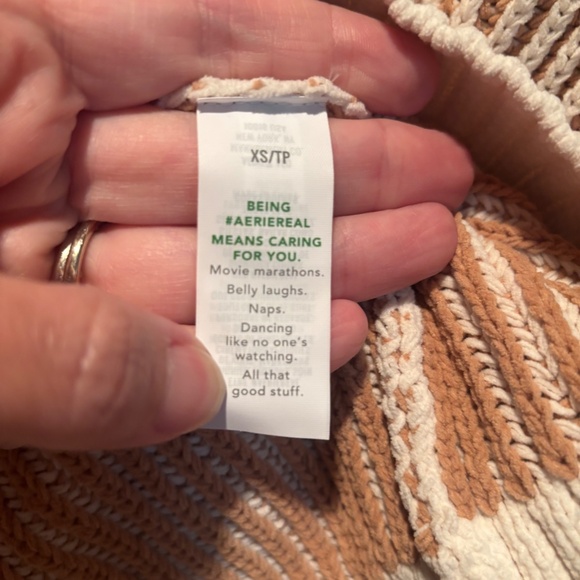 XS/TP
BEING
#AERIEREAL
MEANS CARING
FOR YOU.
Movie marathons.
Belly laughs.
Naps.
Dancing
like no one's
watching.
All that
good stuff.